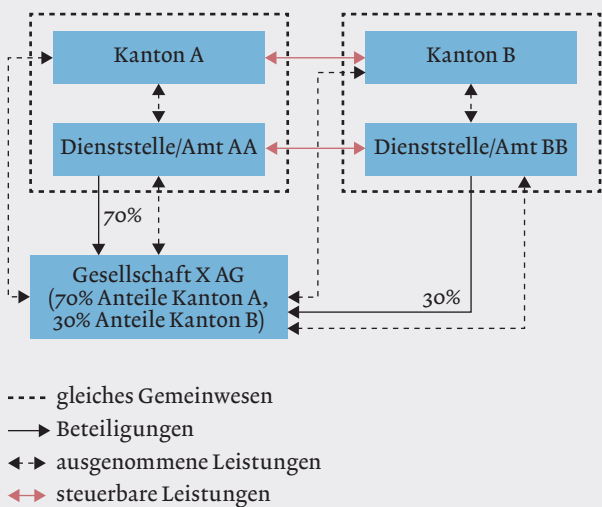 Kanton A
Kanton B
Dienststelle/Amt AA
Dienststelle/Amt BB
70%
Gesellschaft X AG
(70% Anteile Kanton A,
30% Anteile Kanton B)
30%
gleiches Gemeinwesen
Beteiligungen
ausgenommene Leistungen
steuerbare Leistungen